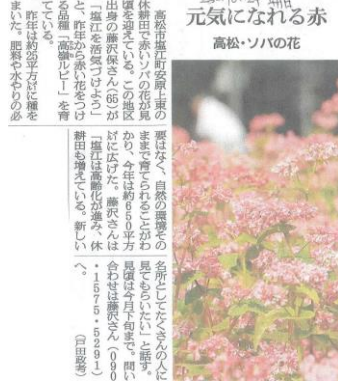 元気になれる赤
高松・ソバの花
高松市塩江町安原上東の
休耕田で赤いソバの花が見
頃を迎えている。この地区
出身の藤沢保さん(65)が
「塩江を活気づけよう」
と、昨年から赤い花をつけ
る品種「高嶺ルビー」を育
てている。
昨年は約25平方㍍に種を
まいた。肥料や水やりの必
要はなく、自然の環境その
ままで育てられることがわ
かり、今年は約650平方
㍍に広げた。藤沢さんは
「塩江は高齢化が進み、休
耕田も増えている。新しい
名所としてたくさんの人に
見てもらいたい」と話す。
見頃は今月下旬まで。問い
合わせは藤沢さん(090
・1575・5291)
へ。
(戸田政考)